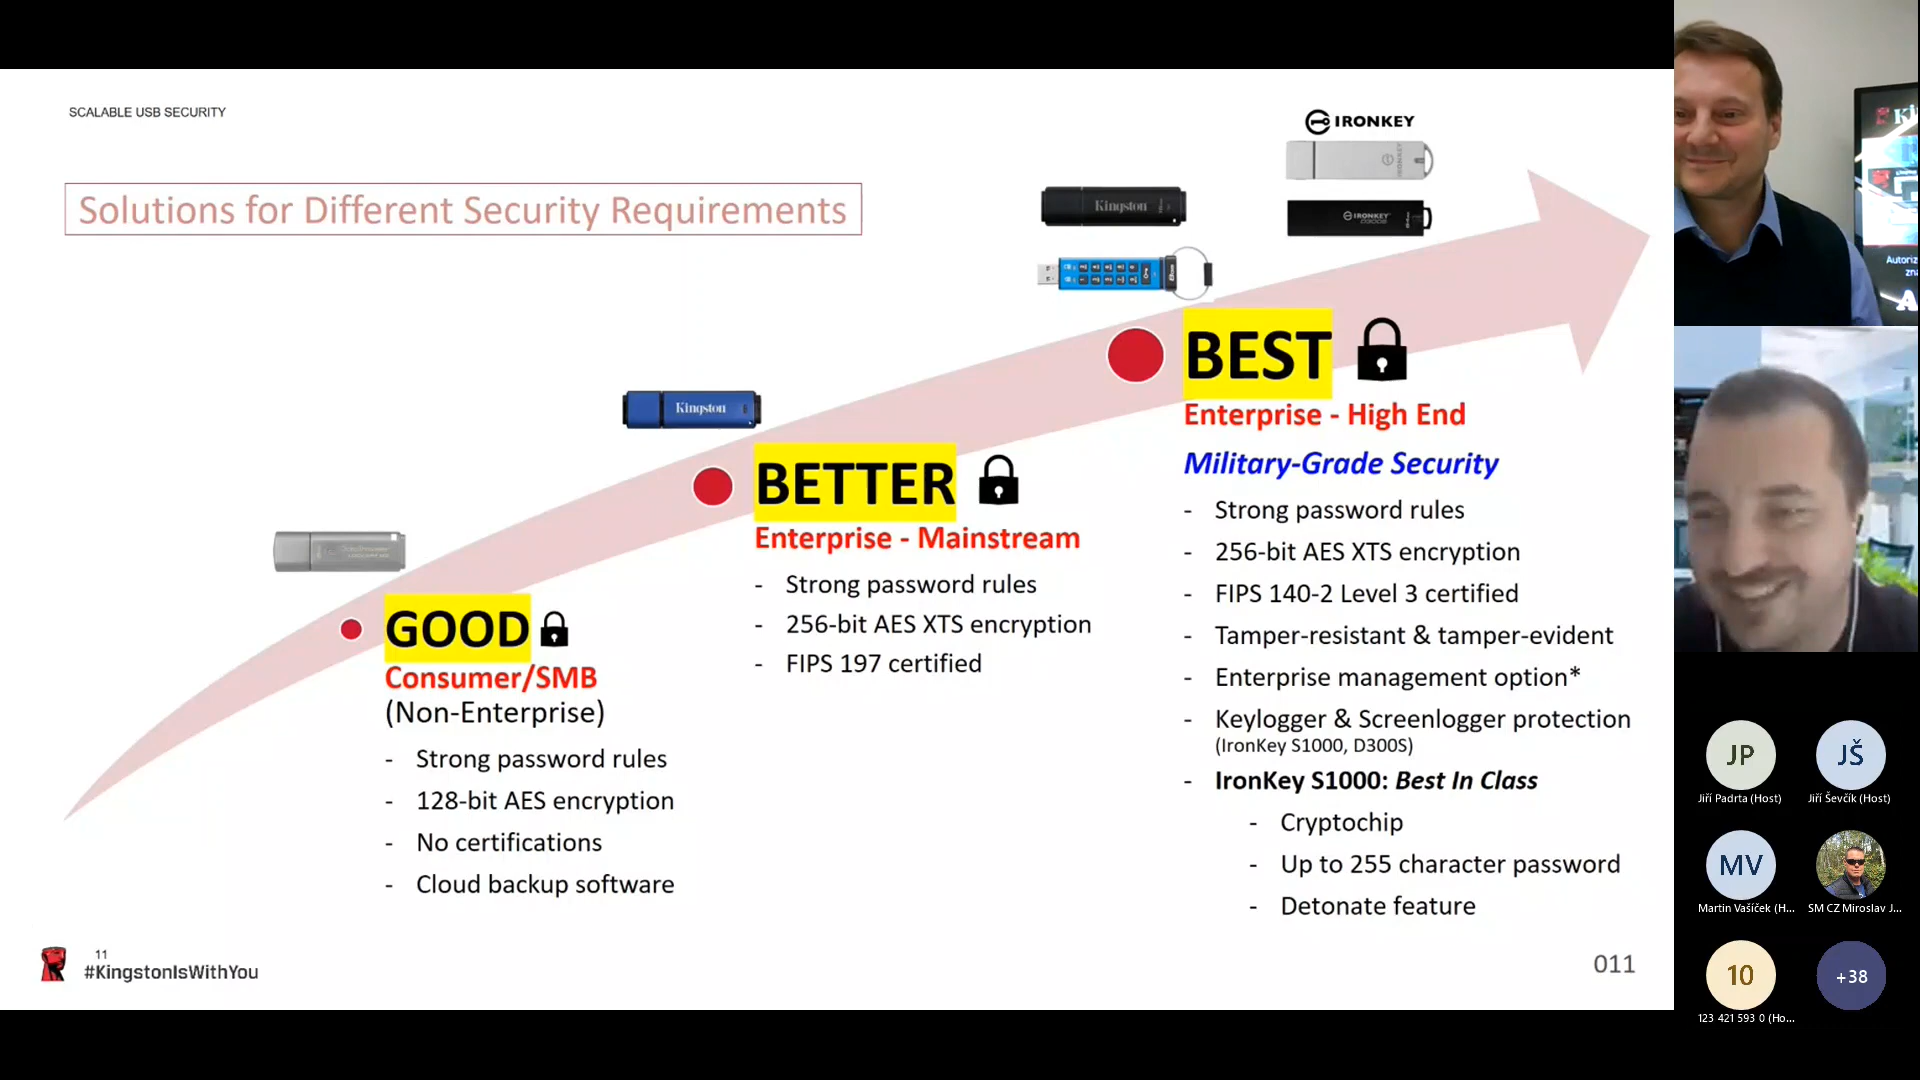 SCALABLE USB SECURITY
Solutions for Different Security Requirements
IRONKEY
IRONKEY
Kingston
IRONKEY
D300S
Kingston
GOOD
Consumer/SMB
(Non-Enterprise)
- Strong password rules
- 128-bit AES encryption
- No certifications
- Cloud backup software
BETTER
Enterprise - Mainstream
- Strong password rules
- 256-bit AES XTS encryption
- FIPS 197 certified
BEST
Enterprise - High End
Military-Grade Security
- Strong password rules
- 256-bit AES XTS encryption
- FIPS 140-2 Level 3 certified
- Tamper-resistant & tamper-evident
- Enterprise management option*
- Keylogger & Screenlogger protection
(IronKey S1000, D300S)
- IronKey S1000: Best In Class
- Cryptochip
- Up to 255 character password
- Detonate feature
11
#KingstonIsWithYou
011
Autoriz
JP
Jiří Padrta (Host)
JŠ
Jiří Ševčík (Host)
MV
Martin Vašíček (H...
SM CZ Miroslav J...
10
123 421 593 0 (Ho...
+38